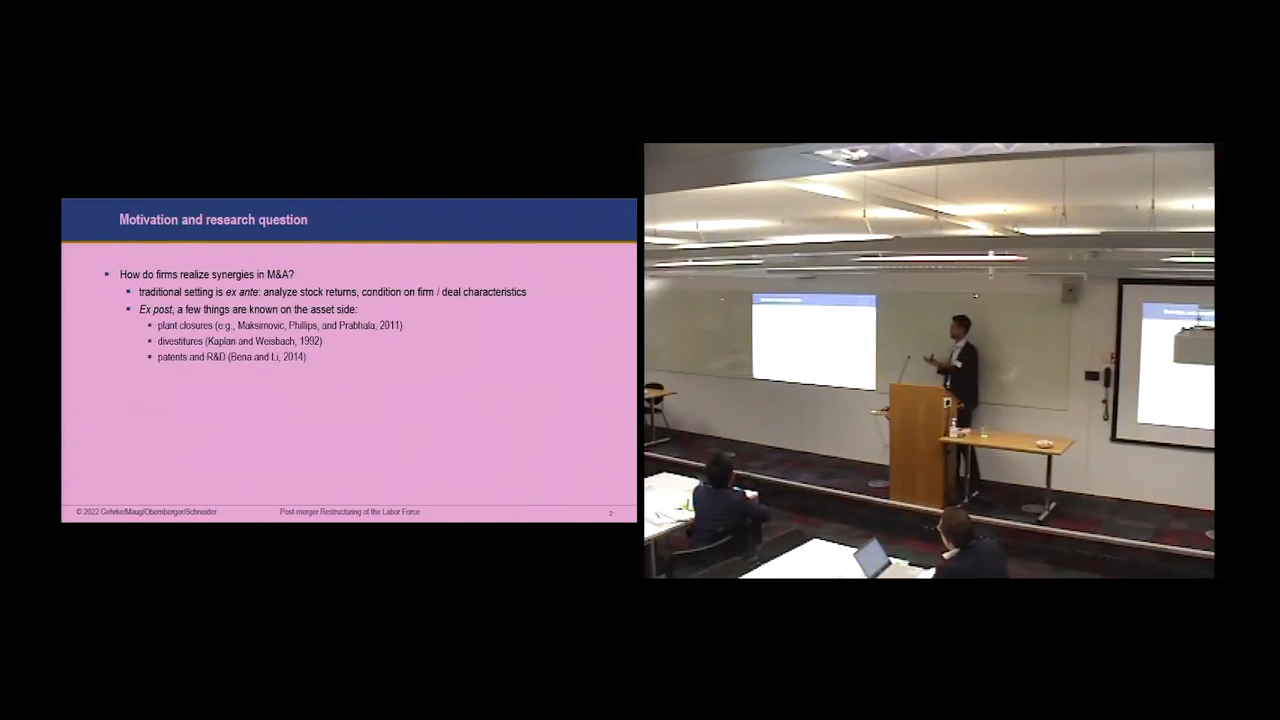 Motivation and research question
How do firms realize synergies in M&A?
traditional setting is ex ante: analyze stock returns, condition on firm / deal characteristics
Ex post, a few things are known on the asset side:
plant closures (e.g., Maksimovic, Phillips, and Prabhala, 2011)
divestitures (Kaplan and Weisbach, 1992)
patents and R&D (Bena and Li, 2014)
© 2022 Gehrke/Maug/Obernberger/Schneider
Post-merger Restructuring of the Labor Force
2